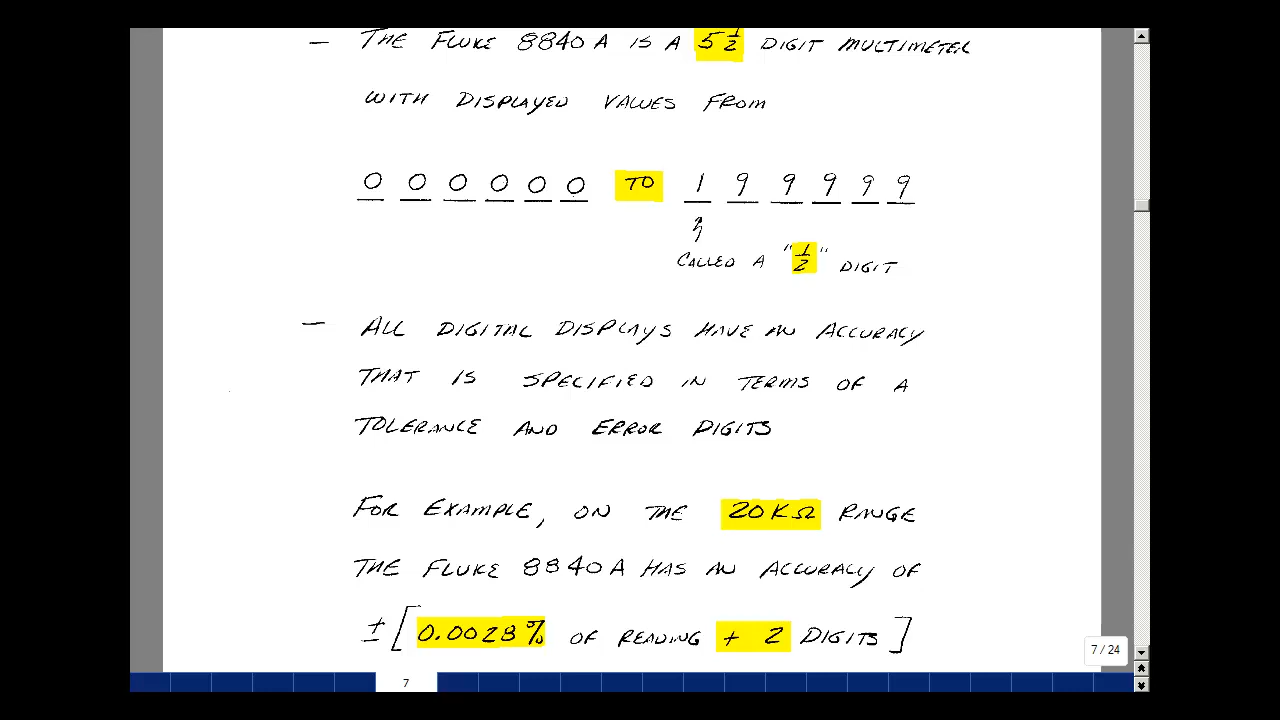 — THE FLUKE 8840A IS A 5 1/2 DIGIT MULTIMETER
WITH DISPLAYED VALUES FROM
0 0 0 0 0 0 TO 1 9 9 9 9 9
CALLED A "1/2" DIGIT
— ALL DIGITAL DISPLAYS HAVE AN ACCURACY
THAT IS SPECIFIED IN TERMS OF A
TOLERANCE AND ERROR DIGITS
FOR EXAMPLE, ON THE 20KΩ RANGE
THE FLUKE 8840A HAS AN ACCURACY OF
± [0.0028% OF READING + 2 DIGITS]
7 / 24
7